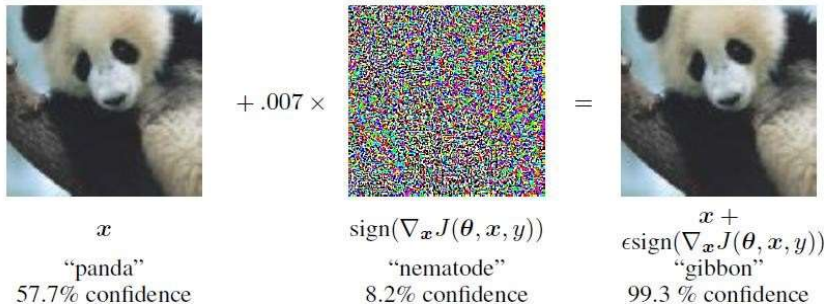 + .007 ×
=
x
“panda”
57.7% confidence
sign(∇ₓJ(θ, x, y))
“nematode”
8.2% confidence
x +
ϵsign(∇ₓJ(θ, x, y))
“gibbon”
99.3 % confidence